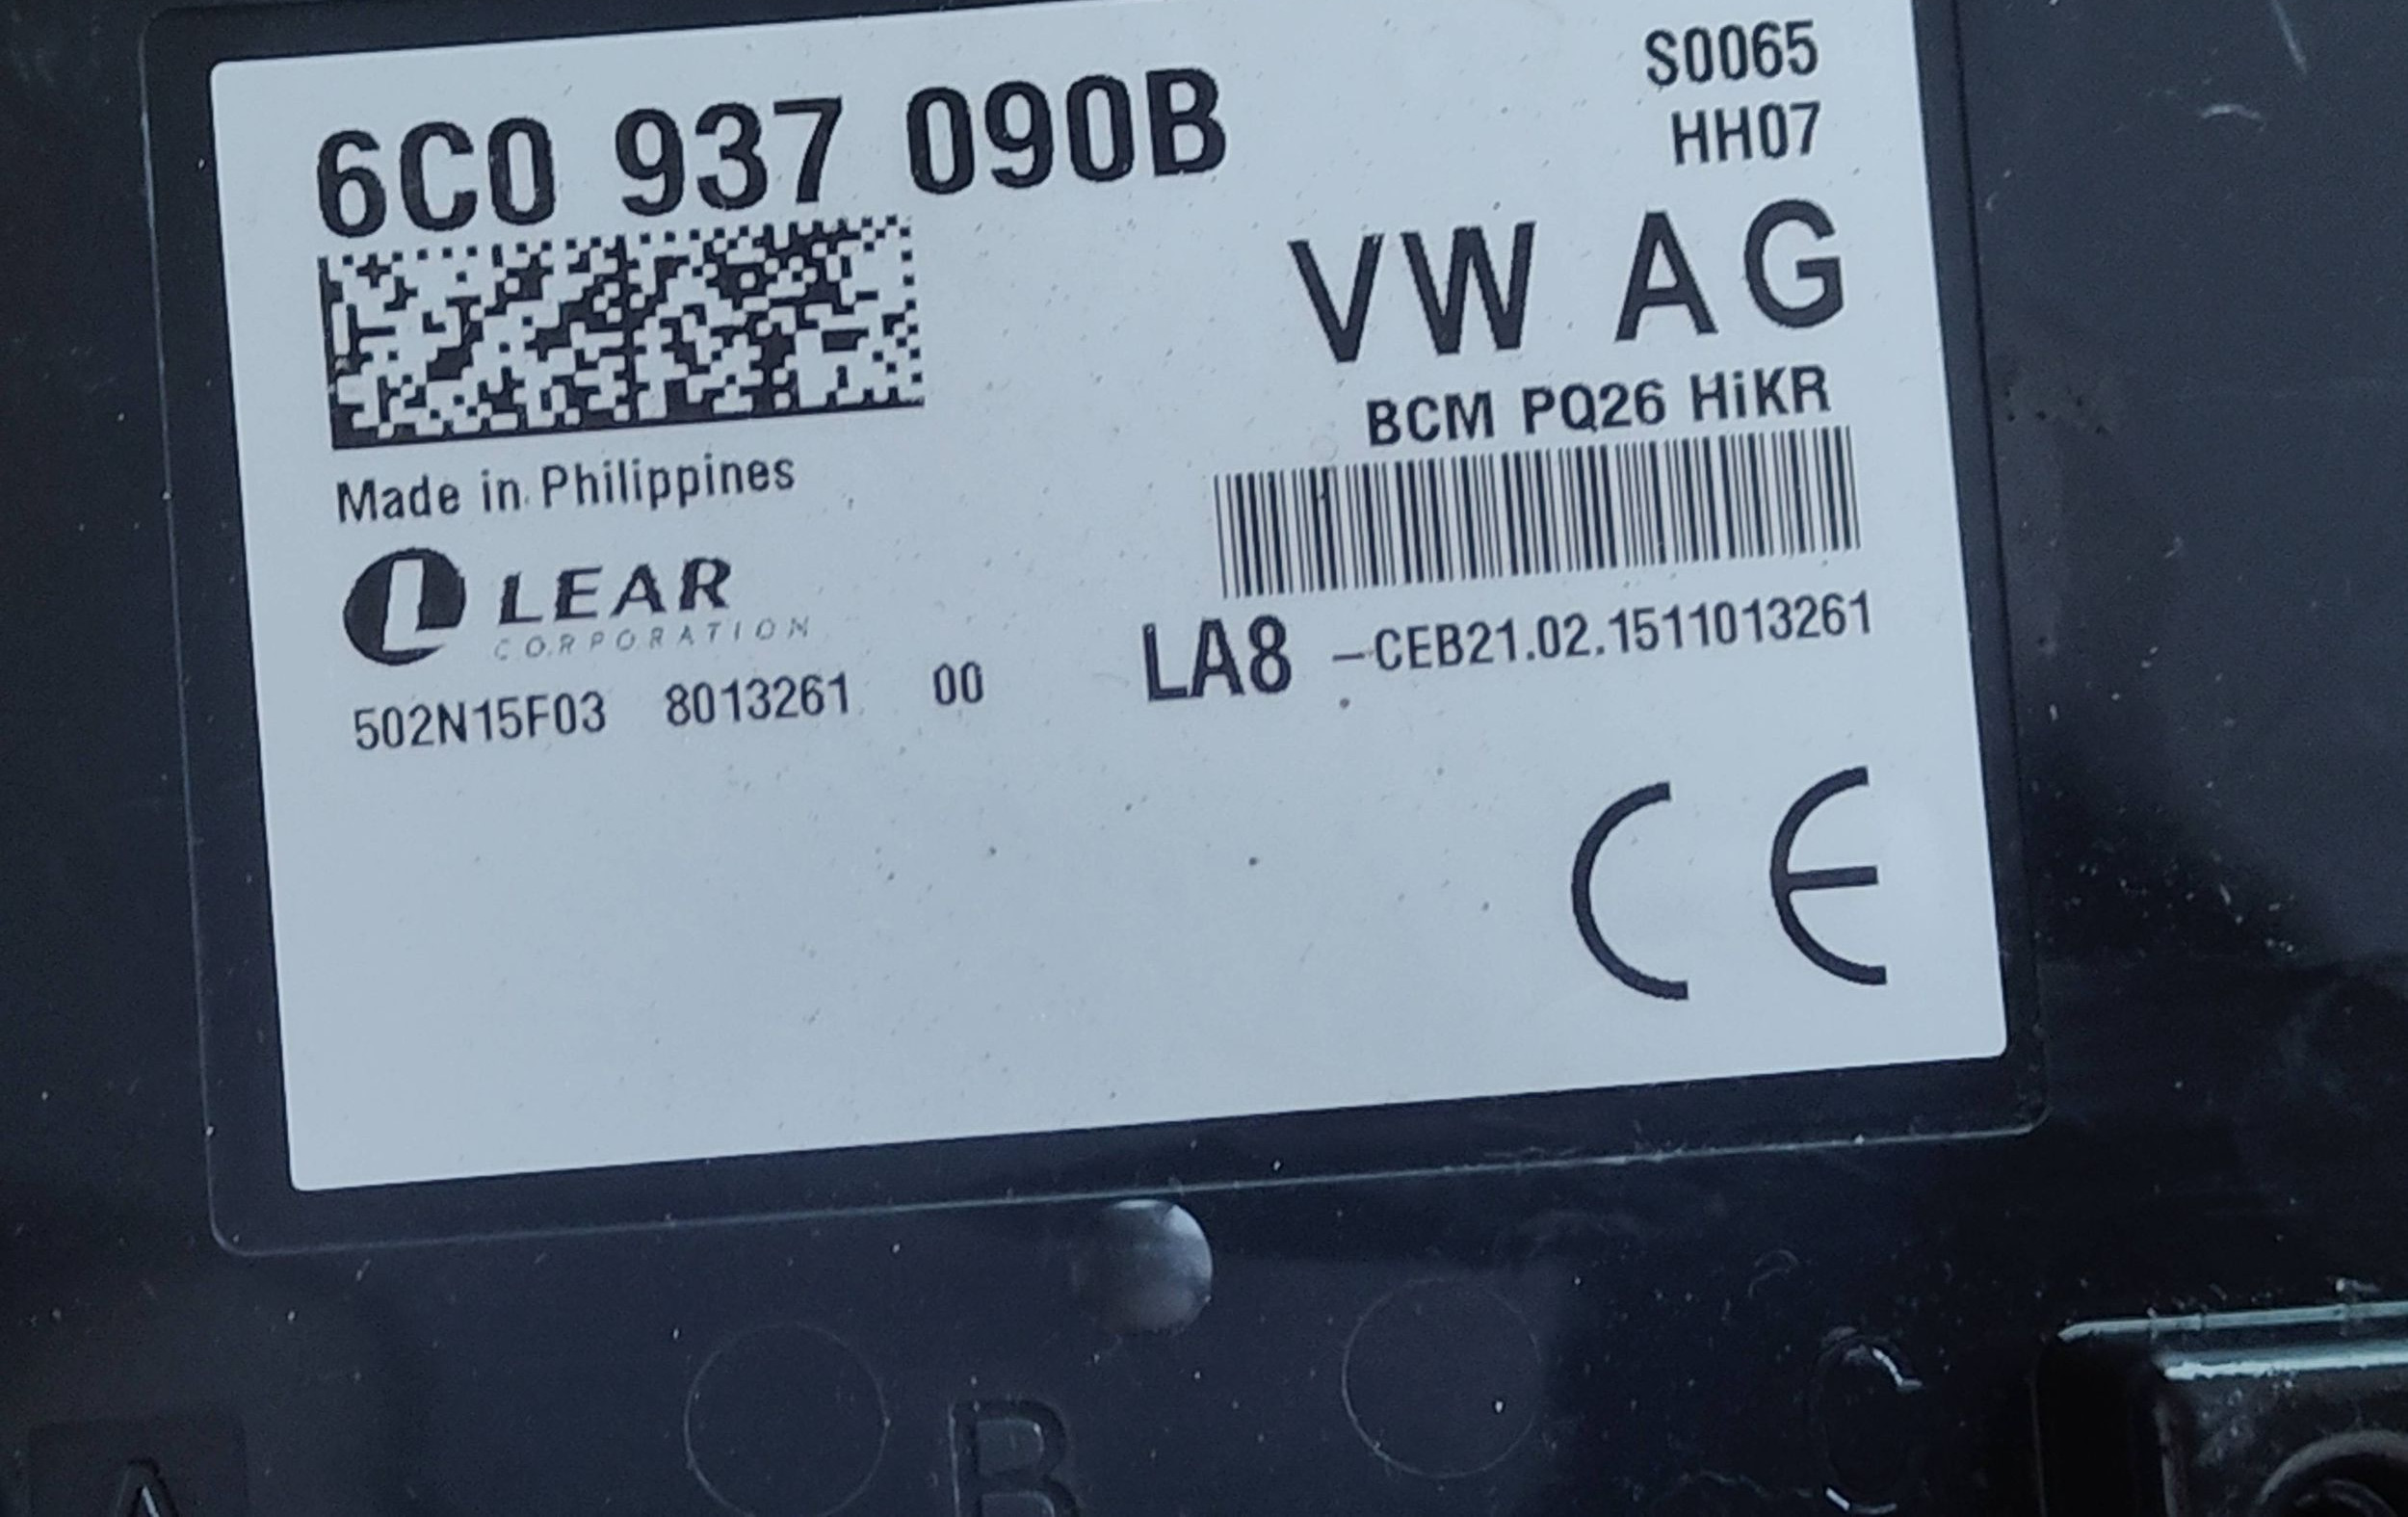 S0065
6C0 937 090B
HH07
VW AG
BCM PQ26 HiKR
Made in Philippines
LEAR
CORPORATION
LA8 -CEB21.02.1511013261
502N15F03 8013261 00
CE
A B C